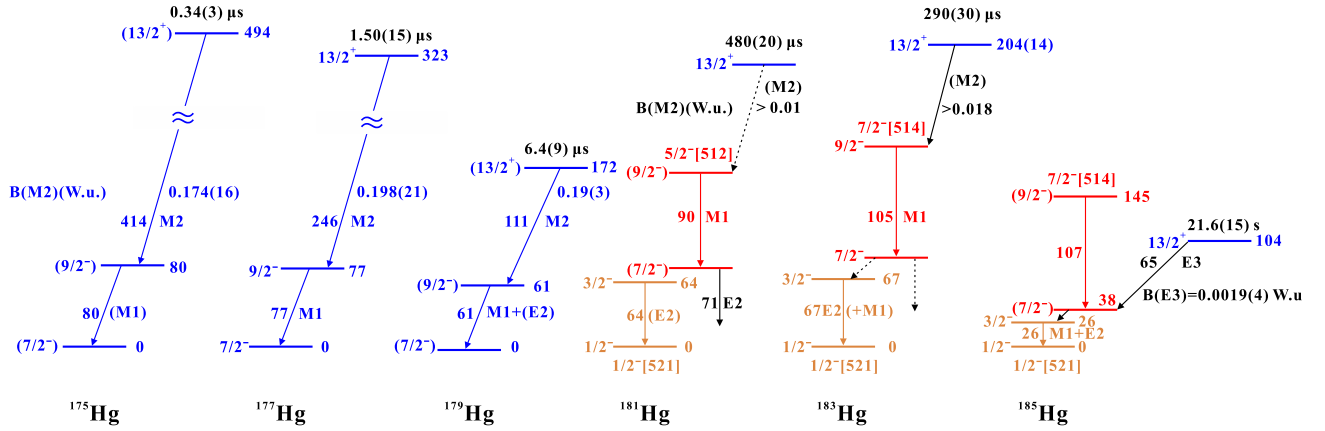 0.34(3) μs
(13/2⁺) 494
B(M2)(W.u.) 0.174(16)
414 M2
(9/2⁻) 80
80 (M1)
(7/2⁻) 0
¹⁷⁵Hg
1.50(15) μs
13/2⁺ 323
0.198(21)
246 M2
9/2⁻ 77
77 M1
7/2⁻ 0
¹⁷⁷Hg
6.4(9) μs
(13/2⁺) 172
0.19(3)
111 M2
(9/2⁻) 61
61 M1+(E2)
(7/2⁻) 0
¹⁷⁹Hg
480(20) μs
13/2⁺
(M2)
B(M2)(W.u.) > 0.01
5/2⁻[512]
(9/2⁻)
90 M1
(7/2⁻)
3/2⁻ 64
71 E2
64 (E2)
1/2⁻ 0
1/2⁻[521]
¹⁸¹Hg
290(30) μs
13/2⁺ 204(14)
(M2)
>0.018
7/2⁻[514]
9/2⁻
105 M1
7/2⁻
3/2⁻ 67
67E2 (+M1)
1/2⁻ 0
1/2⁻[521]
¹⁸³Hg
7/2⁻[514]
(9/2⁻) 145
21.6(15) s
13/2⁺ 104
107
65 E3
B(E3)=0.0019(4) W.u
(7/2⁻) 38
3/2⁻ 26
26 M1+E2
1/2⁻ 0
1/2⁻[521]
¹⁸⁵Hg